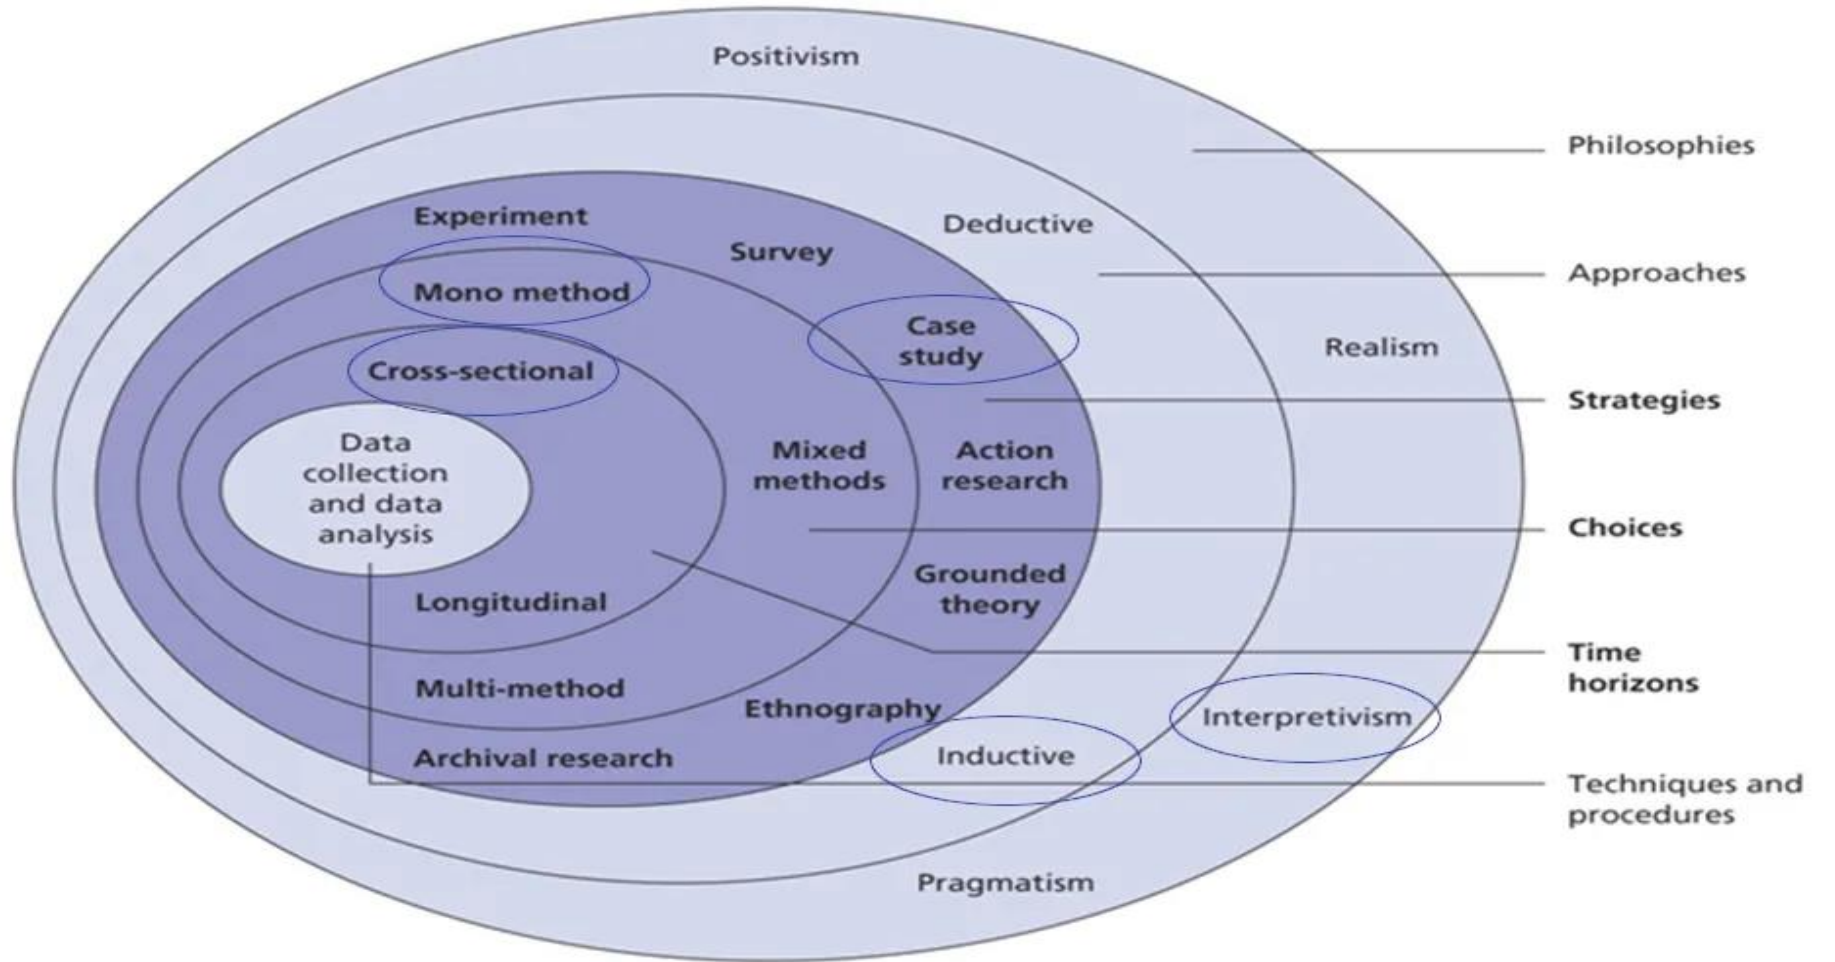 Positivism
Philosophies
Experiment
Deductive
Survey
Approaches
Mono method
Case
study
Realism
Cross-sectional
Strategies
Data
collection
and data
analysis
Mixed
methods
Action
research
Choices
Grounded
theory
Longitudinal
Time
horizons
Multi-method
Ethnography
Interpretivism
Archival research
Inductive
Techniques and
procedures
Pragmatism